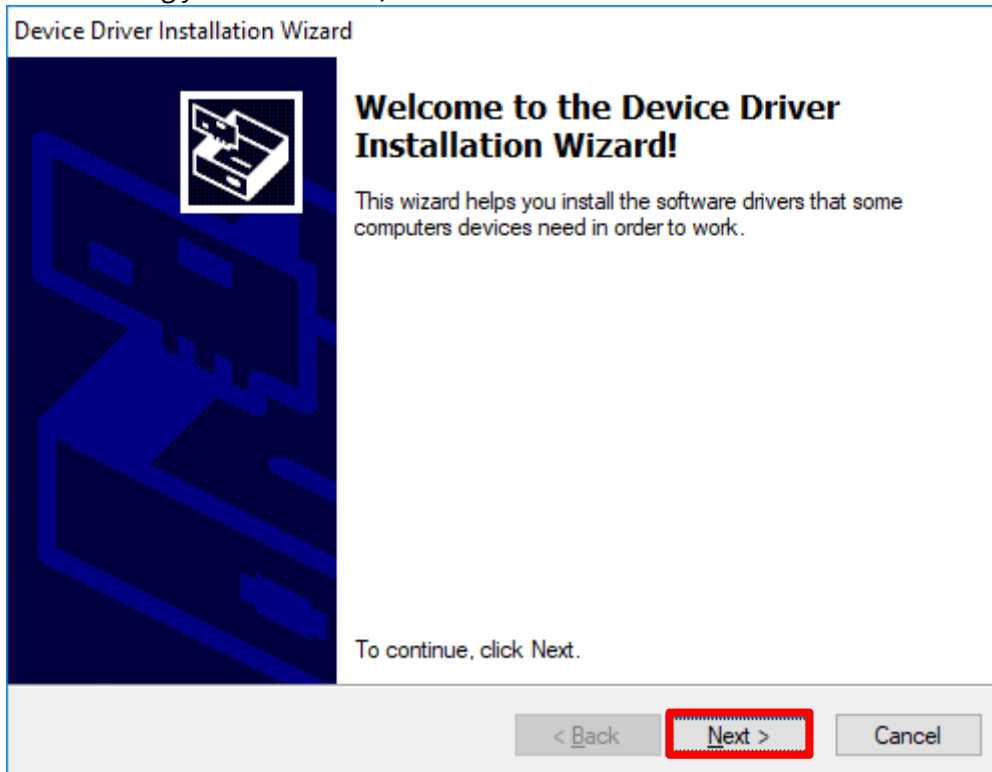 Device Driver Installation Wizard
Welcome to the Device Driver
Installation Wizard!
This wizard helps you install the software drivers that some
computers devices need in order to work.
To continue, click Next.
< Back
Next >
Cancel